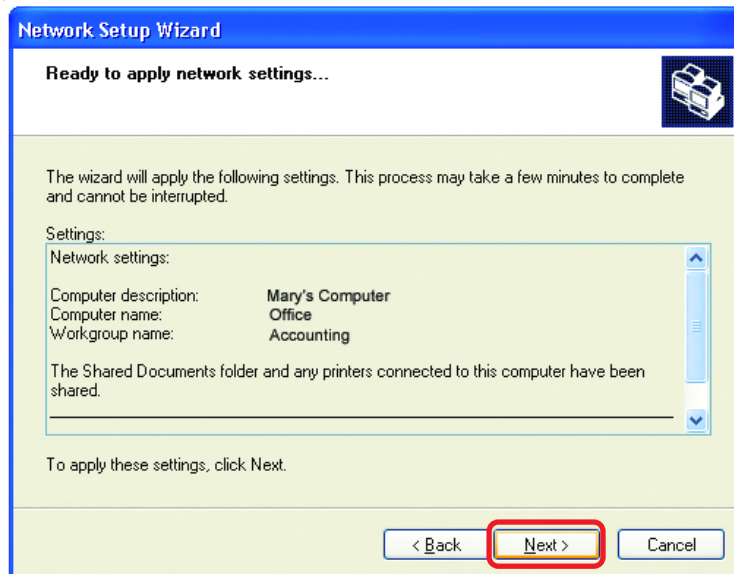 Network Setup Wizard
Ready to apply network settings...
The wizard will apply the following settings. This process may take a few minutes to complete
and cannot be interrupted.
Settings:
Network settings:
Computer description: Mary's Computer
Computer name: Office
Workgroup name: Accounting
The Shared Documents folder and any printers connected to this computer have been
shared.
To apply these settings, click Next.
< Back Next > Cancel